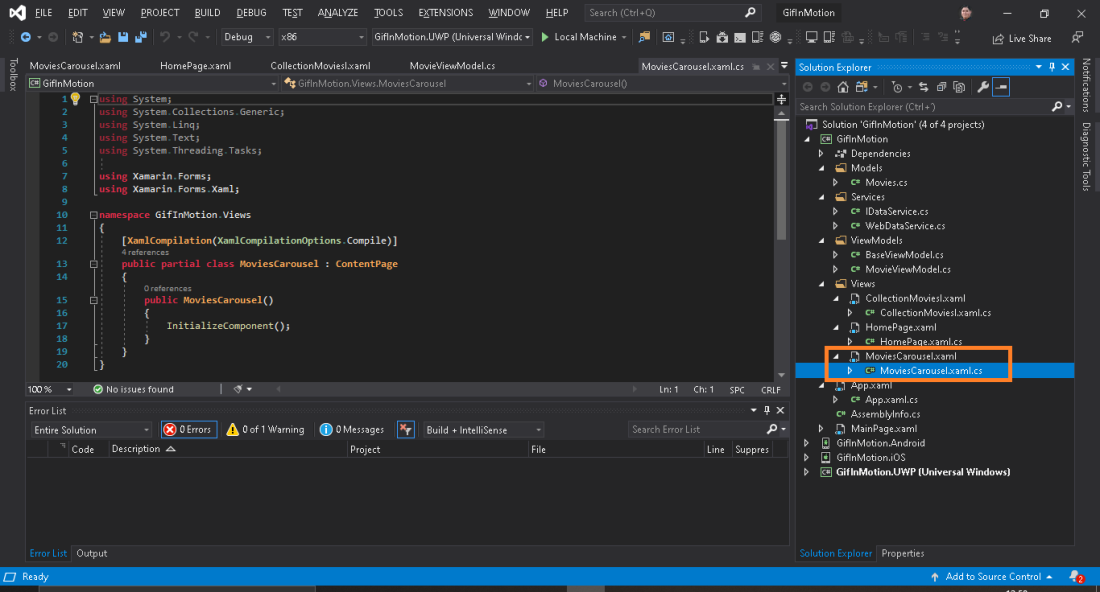 FILE EDIT VIEW PROJECT BUILD DEBUG TEST ANALYZE TOOLS EXTENSIONS WINDOW HELP Search (Ctrl+Q) GifInMotion
Debug x86 GifInMotion.UWP (Universal Windc Local Machine Live Share
Toolbox
MoviesCarousel.xaml HomePage.xaml CollectionMoviesI.xaml MovieViewModel.cs MoviesCarousel.xaml.cs
GifInMotion GifInMotion.Views.MoviesCarousel MoviesCarousel()
1 using System;
2 using System.Collections.Generic;
3 using System.Linq;
4 using System.Text;
5 using System.Threading.Tasks;
6
7 using Xamarin.Forms;
8 using Xamarin.Forms.Xaml;
9
10 namespace GifInMotion.Views
11 {
12 [XamlCompilation(XamlCompilationOptions.Compile)]
4 references
13 public partial class MoviesCarousel : ContentPage
14 {
0 references
15 public MoviesCarousel()
16 {
17 InitializeComponent();
18 }
19 }
20 }
100 % No issues found Ln: 1 Ch: 1 SPC CRLF
Error List
Entire Solution 0 Errors 0 of 1 Warning 0 Messages Build + IntelliSense Search Error List
Code Description Project File Line Suppres
Error List Output
Solution Explorer
Search Solution Explorer (Ctrl+´)
Solution 'GifInMotion' (4 of 4 projects)
GifInMotion
Dependencies
Models
Movies.cs
Services
IDataService.cs
WebDataService.cs
ViewModels
BaseViewModel.cs
MovieViewModel.cs
Views
CollectionMoviesI.xaml
CollectionMoviesI.xaml.cs
HomePage.xaml
HomePage.xaml.cs
MoviesCarousel.xaml
MoviesCarousel.xaml.cs
App.xaml
App.xaml.cs
AssemblyInfo.cs
MainPage.xaml
GifInMotion.Android
GifInMotion.iOS
GifInMotion.UWP (Universal Windows)
Solution Explorer Properties
Notifications
Diagnostic Tools
Ready Add to Source Control 2